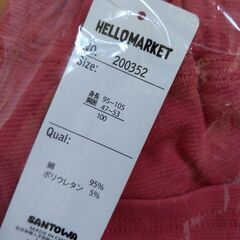 HELLOMARKET
NO. 200352
Size:
身長 95-105
胴囲 47-53
100
Qual:
綿 95%
ポリウレタン 5%
SANTOWA